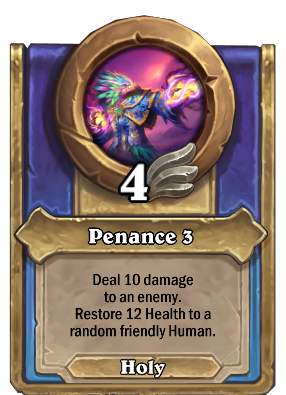 4
Penance 3
Deal 10 damage
to an enemy.
Restore 12 Health to a
random friendly Human.
Holy